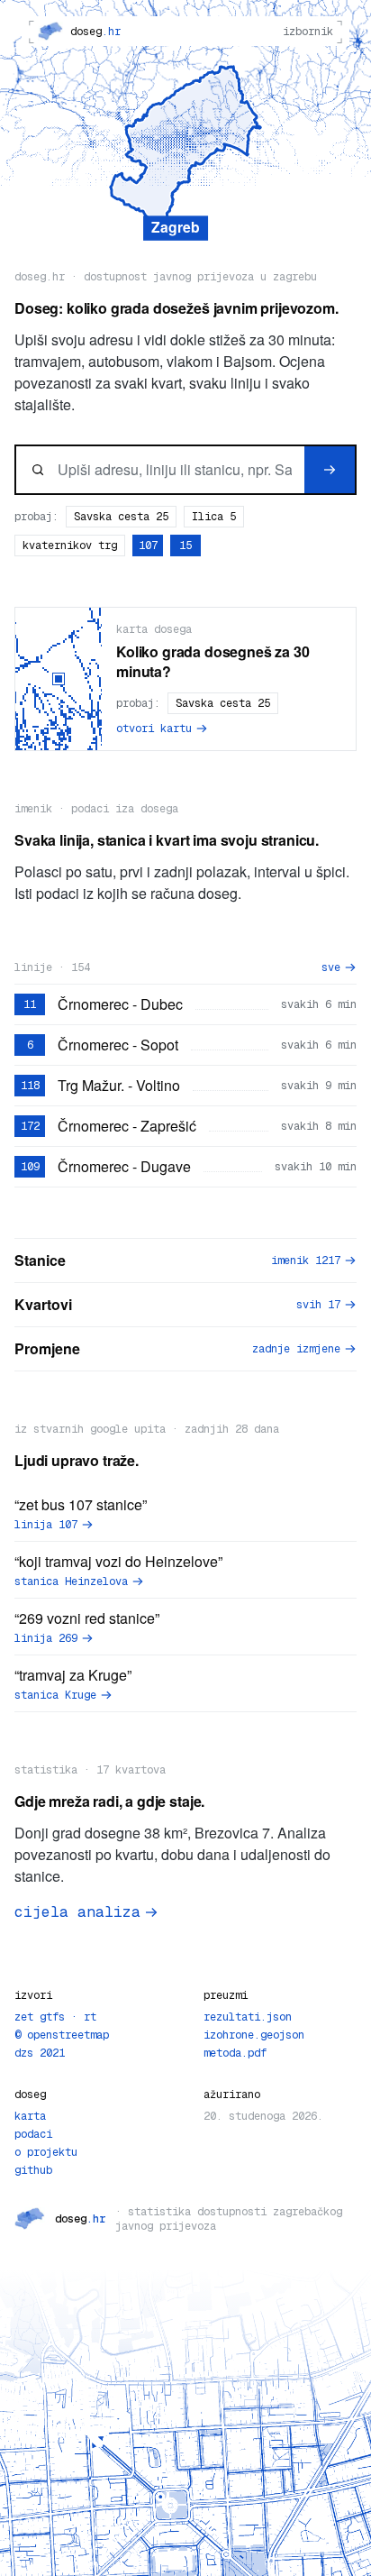 doseg.hr
izbornik
Zagreb
doseg.hr · dostupnost javnog prijevoza u zagrebu
Doseg: koliko grada dosežeš javnim prijevozom.
Upiši svoju adresu i vidi dokle stižeš za 30 minuta:
tramvajem, autobusom, vlakom i Bajsom. Ocjena
povezanosti za svaki kvart, svaku liniju i svako
stajalište.
Upiši adresu, liniju ili stanicu, npr. Sa
probaj: Savska cesta 25 Ilica 5
kvaternikov trg 107 15
karta dosega
Koliko grada dosegneš za 30
minuta?
probaj: Savska cesta 25
otvori kartu →
imenik · podaci iza dosega
Svaka linija, stanica i kvart ima svoju stranicu.
Polasci po satu, prvi i zadnji polazak, interval u špici.
Isti podaci iz kojih se računa doseg.
linije · 154 sve →
11 Črnomerec - Dubec svakih 6 min
6 Črnomerec - Sopot svakih 6 min
118 Trg Mažur. - Voltino svakih 9 min
172 Črnomerec - Zaprešić svakih 8 min
109 Črnomerec - Dugave svakih 10 min
Stanice imenik 1217 →
Kvartovi svih 17 →
Promjene zadnje izmjene →
iz stvarnih google upita · zadnjih 28 dana
Ljudi upravo traže.
“zet bus 107 stanice”
linija 107 →
“koji tramvaj vozi do Heinzelove”
stanica Heinzelova →
“269 vozni red stanice”
linija 269 →
“tramvaj za Kruge”
stanica Kruge →
statistika · 17 kvartova
Gdje mreža radi, a gdje staje.
Donji grad dosegne 38 km², Brezovica 7. Analiza
povezanosti po kvartu, dobu dana i udaljenosti do
stanice.
cijela analiza →
izvori
zet gtfs · rt
© openstreetmap
dzs 2021
preuzmi
rezultati.json
izohrone.geojson
metoda.pdf
doseg
karta
podaci
o projektu
github
ažurirano
20. studenoga 2026.
doseg.hr · statistika dostupnosti zagrebačkog
javnog prijevoza